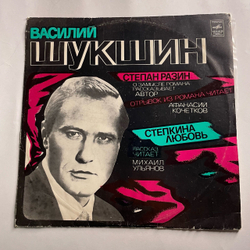 ВАСИЛИЙ
ШУКШИН
СТЕПАН РАЗИН
О ЗАМЫСЛЕ РОМАНА
РАССКАЗЫВАЕТ
АВТОР
ОТРЫВОК ИЗ РОМАНА ЧИТАЕТ
АФАНАСИЙ
КОЧЕТКОВ
СТЕПКИНА
ЛЮБОВЬ
РАССКАЗ
ЧИТАЕТ
МИХАИЛ
УЛЬЯНОВ